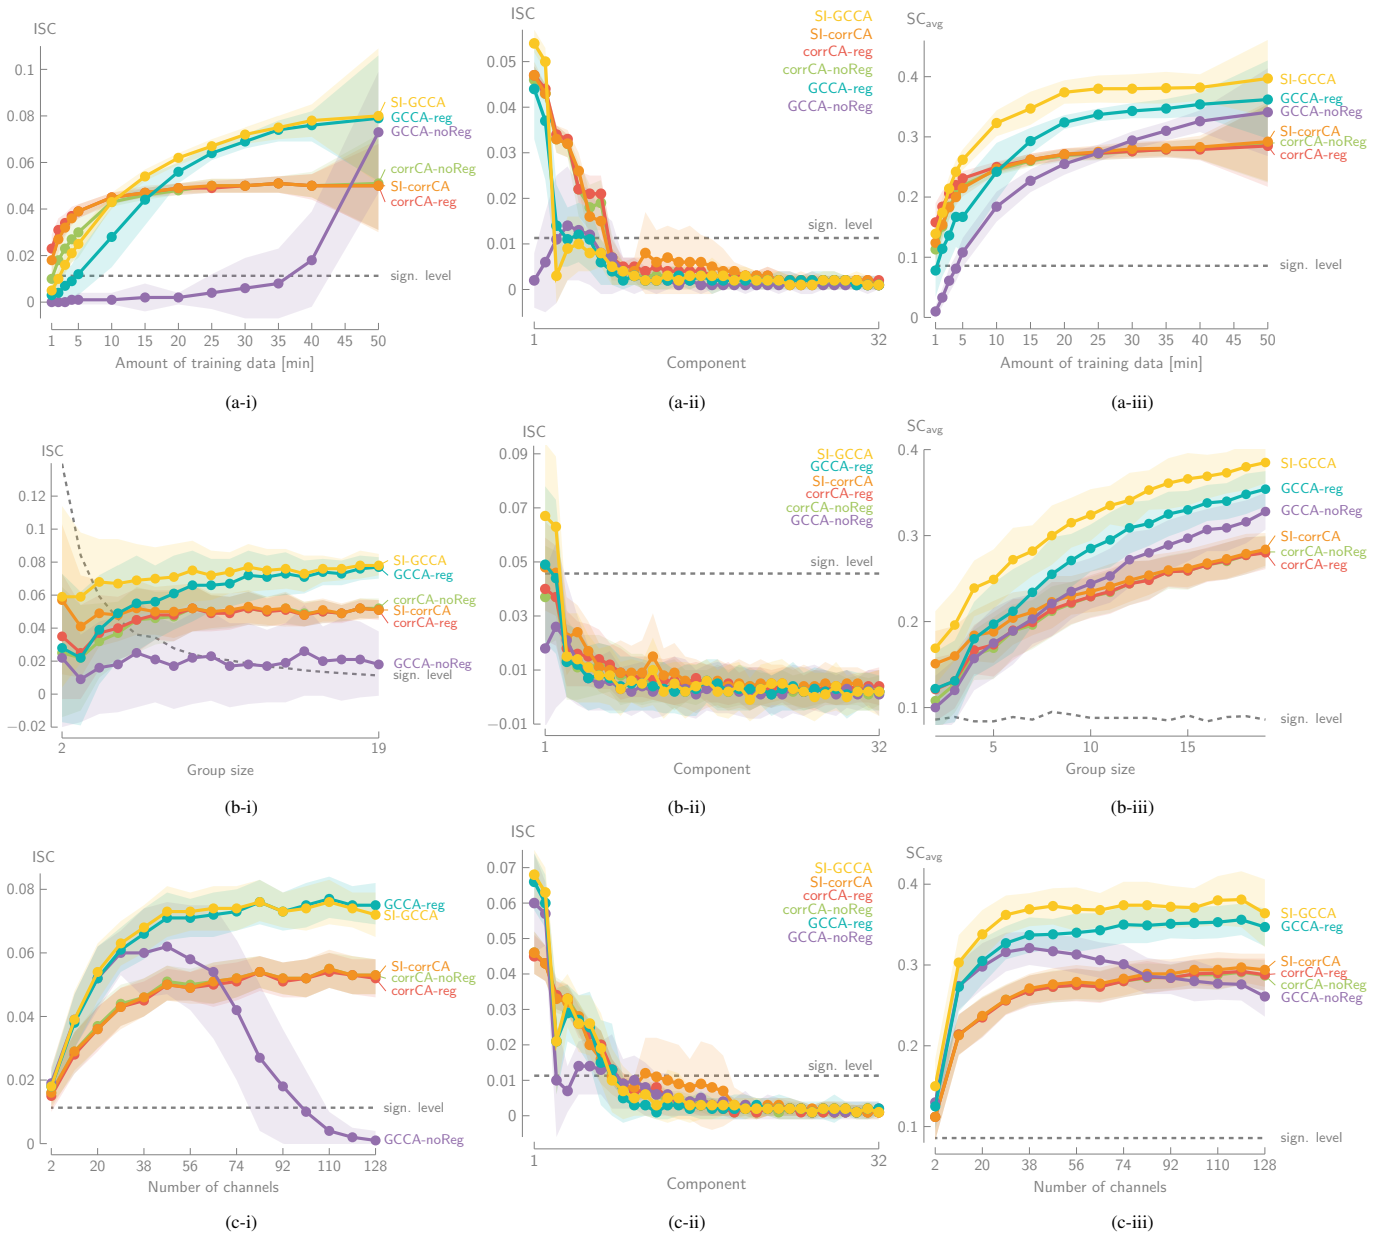 ISC
0.1
0.08
0.06
0.04
0.02
0
SI-GCCA
GCCA-reg
GCCA-noReg
corrCA-noReg
SI-corrCA
corrCA-reg
sign. level
1 5 10 15 20 25 30 35 40 45 50
Amount of training data [min]
(a-i)
ISC
0.05
0.04
0.03
0.02
0.01
0
SI-GCCA
SI-corrCA
corrCA-reg
corrCA-noReg
GCCA-reg
GCCA-noReg
sign. level
1 32
Component
(a-ii)
SCavg
0.4
0.3
0.2
0.1
0
SI-GCCA
GCCA-reg
GCCA-noReg
SI-corrCA
corrCA-noReg
corrCA-reg
sign. level
1 5 10 15 20 25 30 35 40 45 50
Amount of training data [min]
(a-iii)
ISC
0.12
0.1
0.08
0.06
0.04
0.02
0
−0.02
SI-GCCA
GCCA-reg
corrCA-noReg
SI-corrCA
corrCA-reg
GCCA-noReg
sign. level
2 19
Group size
(b-i)
ISC
0.09
0.07
0.05
0.03
0.01
−0.01
SI-GCCA
GCCA-reg
SI-corrCA
corrCA-reg
corrCA-noReg
GCCA-noReg
sign. level
1 32
Component
(b-ii)
SCavg
0.4
0.3
0.2
0.1
SI-GCCA
GCCA-reg
GCCA-noReg
SI-corrCA
corrCA-noReg
corrCA-reg
sign. level
5 10 15
Group size
(b-iii)
ISC
0.08
0.06
0.04
0.02
0
GCCA-reg
SI-GCCA
SI-corrCA
corrCA-noReg
corrCA-reg
sign. level
GCCA-noReg
2 20 38 56 74 92 110 128
Number of channels
(c-i)
ISC
0.07
0.06
0.05
0.04
0.03
0.02
0.01
0
SI-GCCA
SI-corrCA
corrCA-reg
corrCA-noReg
GCCA-reg
GCCA-noReg
sign. level
1 32
Component
(c-ii)
SCavg
0.4
0.3
0.2
0.1
SI-GCCA
GCCA-reg
SI-corrCA
corrCA-reg
corrCA-noReg
GCCA-noReg
sign. level
2 20 38 56 74 92 110 128
Number of channels
(c-iii)